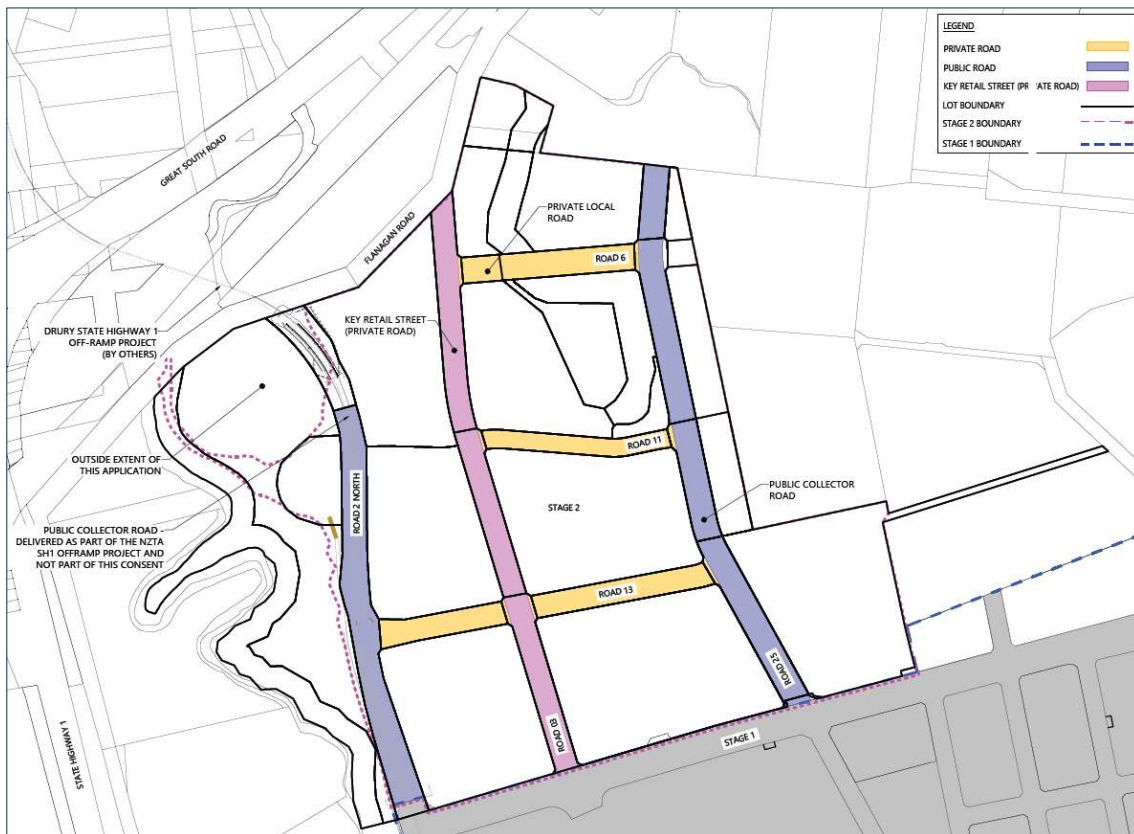 LEGEND
PRIVATE ROAD
PUBLIC ROAD
KEY RETAIL STREET (PR ATE ROAD)
LOT BOUNDARY
STAGE 2 BOUNDARY
STAGE 1 BOUNDARY
GREAT SOUTH ROAD
FLANAGAN ROAD
PRIVATE LOCAL
ROAD
ROAD 6
DRURY STATE HIGHWAY 1
OFF-RAMP PROJECT
(BY OTHERS)
KEY RETAIL STREET
(PRIVATE ROAD)
ROAD 11
OUTSIDE EXTENT OF
THIS APPLICATION
ROAD 2 NORTH
STAGE 2
PUBLIC COLLECTOR
ROAD
PUBLIC COLLECTOR ROAD -
DELIVERED AS PART OF THE NZTA
SH1 OFFRAMP PROJECT AND
NOT PART OF THIS CONSENT
ROAD 13
ROAD 25
ROAD 03
STAGE 1
STATE HIGHWAY 1